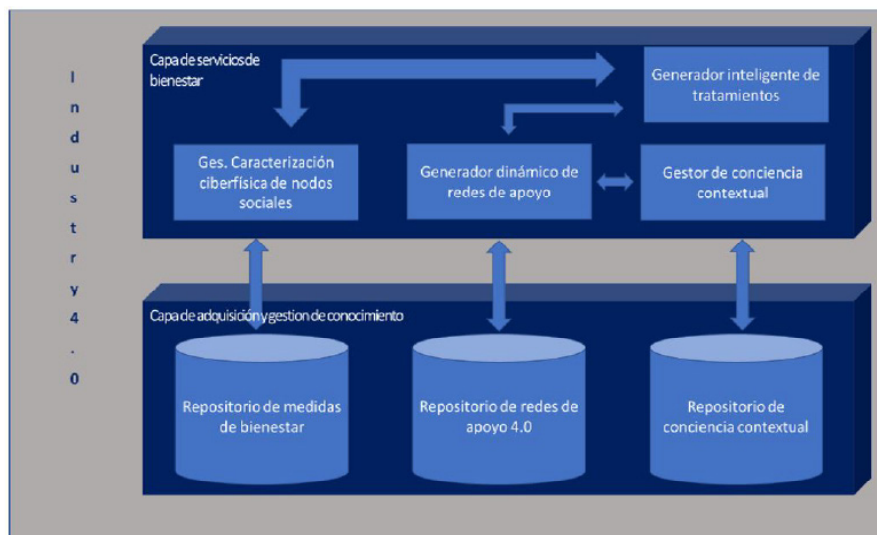 Industry4.0
Capa de servicios de
bienestar
Generador inteligente de
tratamientos
Ges. Caracterización
ciberfísica de nodos
sociales
Generador dinámico de
redes de apoyo
Gestor de conciencia
contextual
Capa de adquisición y gestion de conocimiento
Repositorio de medidas
de bienestar
Repositorio de redes de
apoyo 4.0
Repositorio de
conciencia contextual